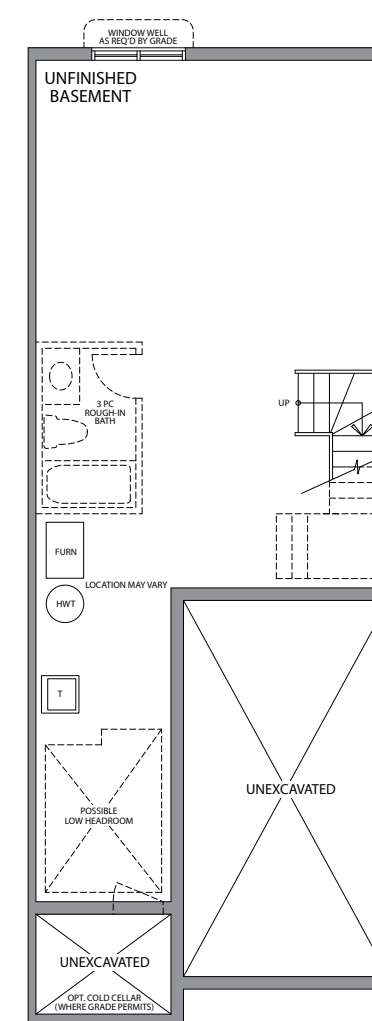 WINDOW WELL
AS REQ'D BY GRADE
UNFINISHED
BASEMENT
3 PC
ROUGH-IN
BATH
UP
FURN
LOCATION MAY VARY
HWT
T
UNEXCAVATED
POSSIBLE
LOW HEADROOM
UNEXCAVATED
OPT. COLD CELLAR
(WHERE GRADE PERMITS)